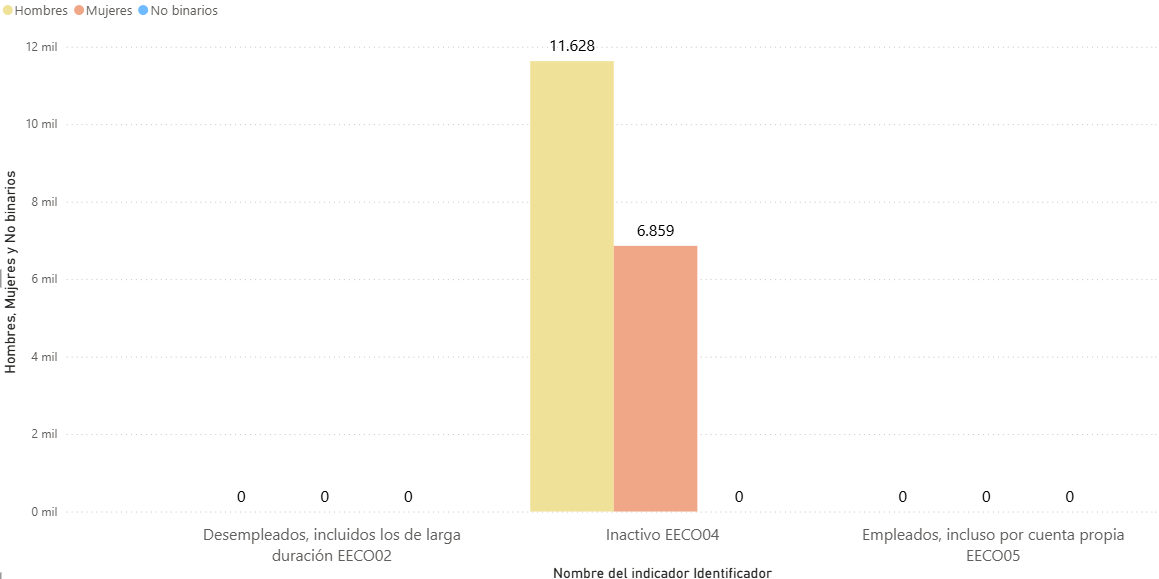 Hombres Mujeres No binarios
Hombres, Mujeres y No binarios
12 mil
10 mil
8 mil
6 mil
4 mil
2 mil
0 mil
11.628
6.859
0 0 0
0
0 0 0
Desempleados, incluidos los de larga
duración EECO02
Inactivo EECO04
Empleados, incluso por cuenta propia
EECO05
Nombre del indicador Identificador